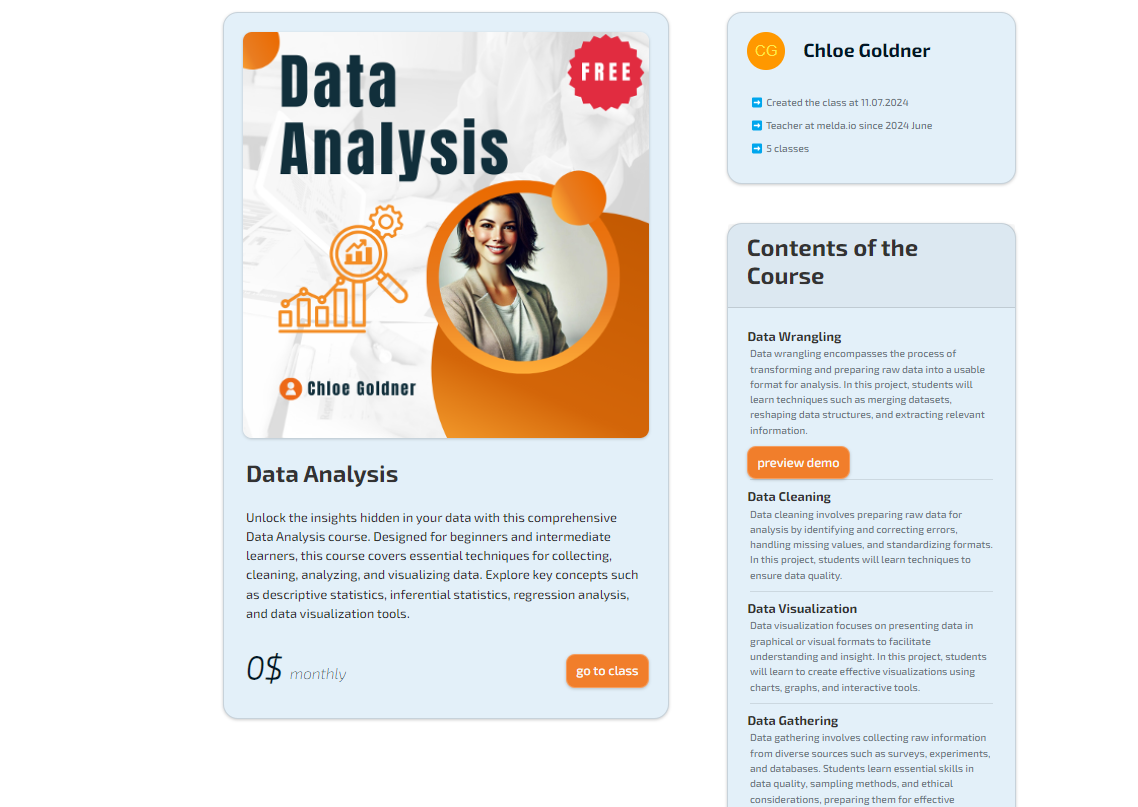 Data
Analysis
FREE
Chloe Goldner
Data Analysis
Unlock the insights hidden in your data with this comprehensive
Data Analysis course. Designed for beginners and intermediate
learners, this course covers essential techniques for collecting,
cleaning, analyzing, and visualizing data. Explore key concepts such
as descriptive statistics, inferential statistics, regression analysis,
and data visualization tools.
0$ monthly
go to class
CG
Chloe Goldner
Created the class at 11.07.2024
Teacher at melda.io since 2024 June
5 classes
Contents of the
Course
Data Wrangling
Data wrangling encompasses the process of
transforming and preparing raw data into a usable
format for analysis. In this project, students will
learn techniques such as merging datasets,
reshaping data structures, and extracting relevant
information.
preview demo
Data Cleaning
Data cleaning involves preparing raw data for
analysis by identifying and correcting errors,
handling missing values, and standardizing formats.
In this project, students will learn techniques to
ensure data quality.
Data Visualization
Data visualization focuses on presenting data in
graphical or visual formats to facilitate
understanding and insight. In this project, students
will learn to create effective visualizations using
charts, graphs, and interactive tools.
Data Gathering
Data gathering involves collecting raw information
from diverse sources such as surveys, experiments,
and databases. Students learn essential skills in
data quality, sampling methods, and ethical
considerations, preparing them for effective